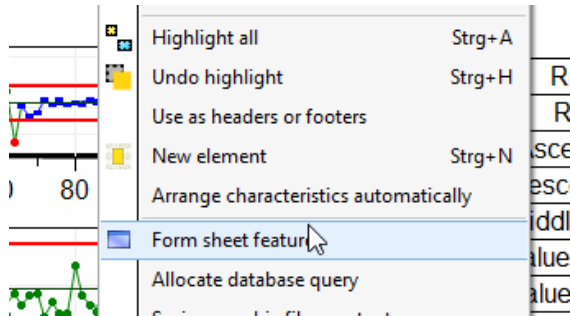 Highlight all Strg+A
Undo highlight Strg+H
Use as headers or footers
New element Strg+N
Arrange characteristics automatically
Form sheet feature
Allocate database query
80
R
R